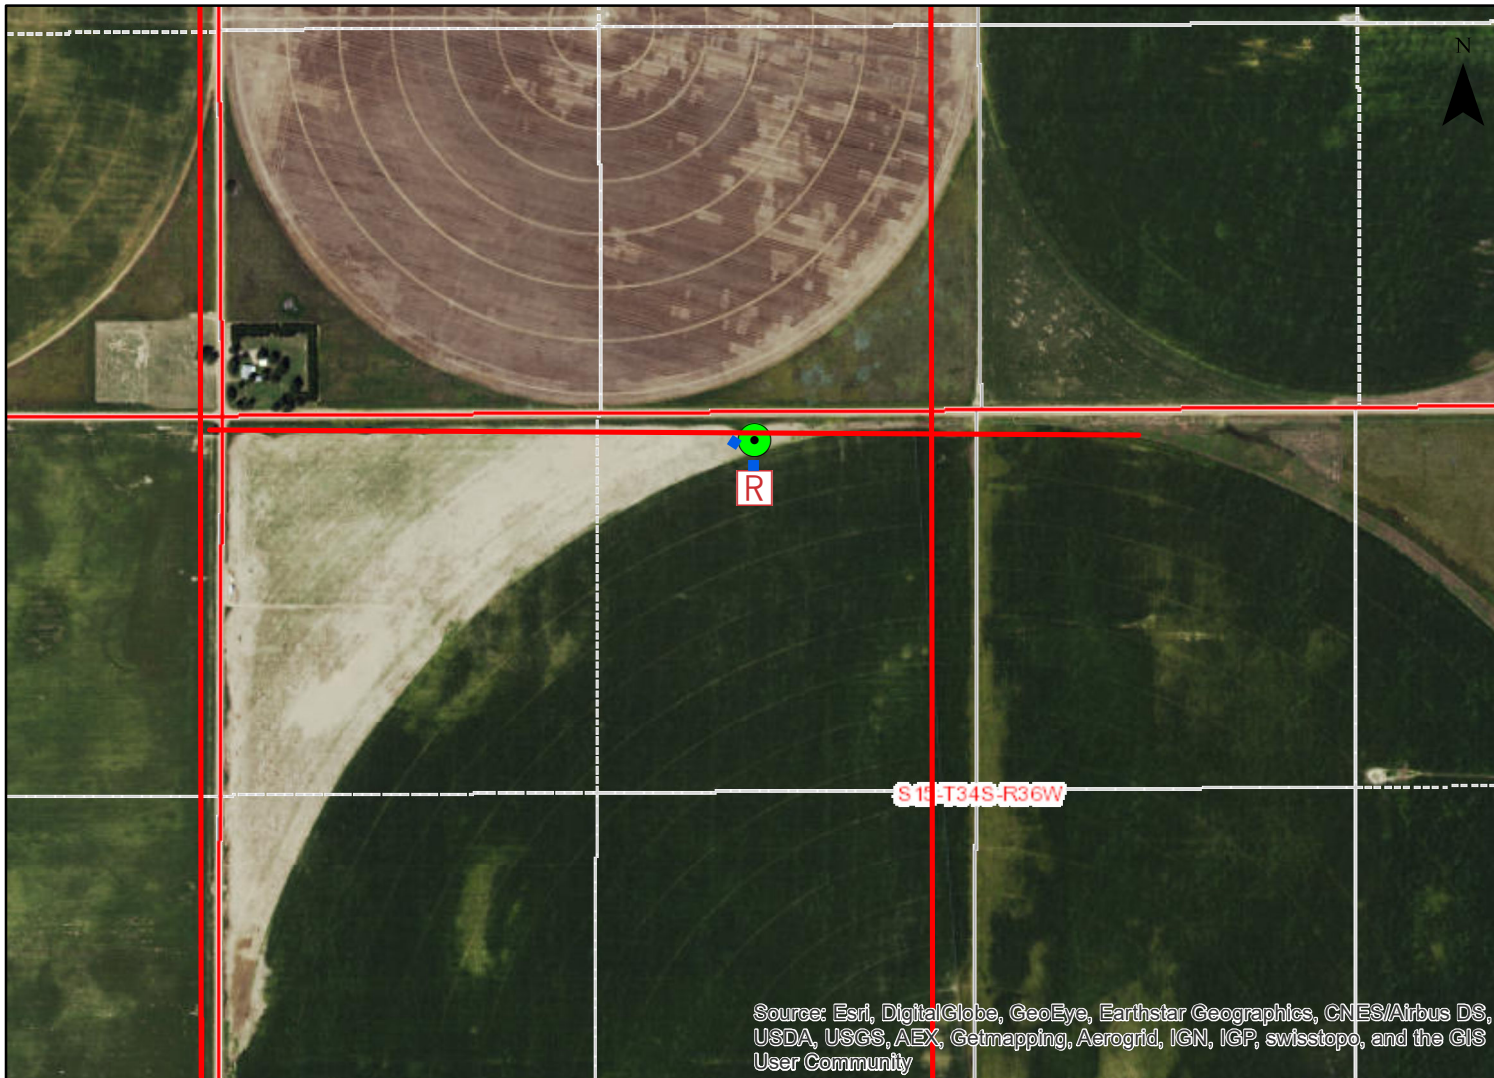 N
R
S15-T34S-R36W
Source: Esri, DigitalGlobe, GeoEye, Earthstar Geographics, CNES/Airbus DS,
USDA, USGS, AEX, Getmapping, Aerogrid, IGN, IGP, swisstopo, and the GIS
User Community